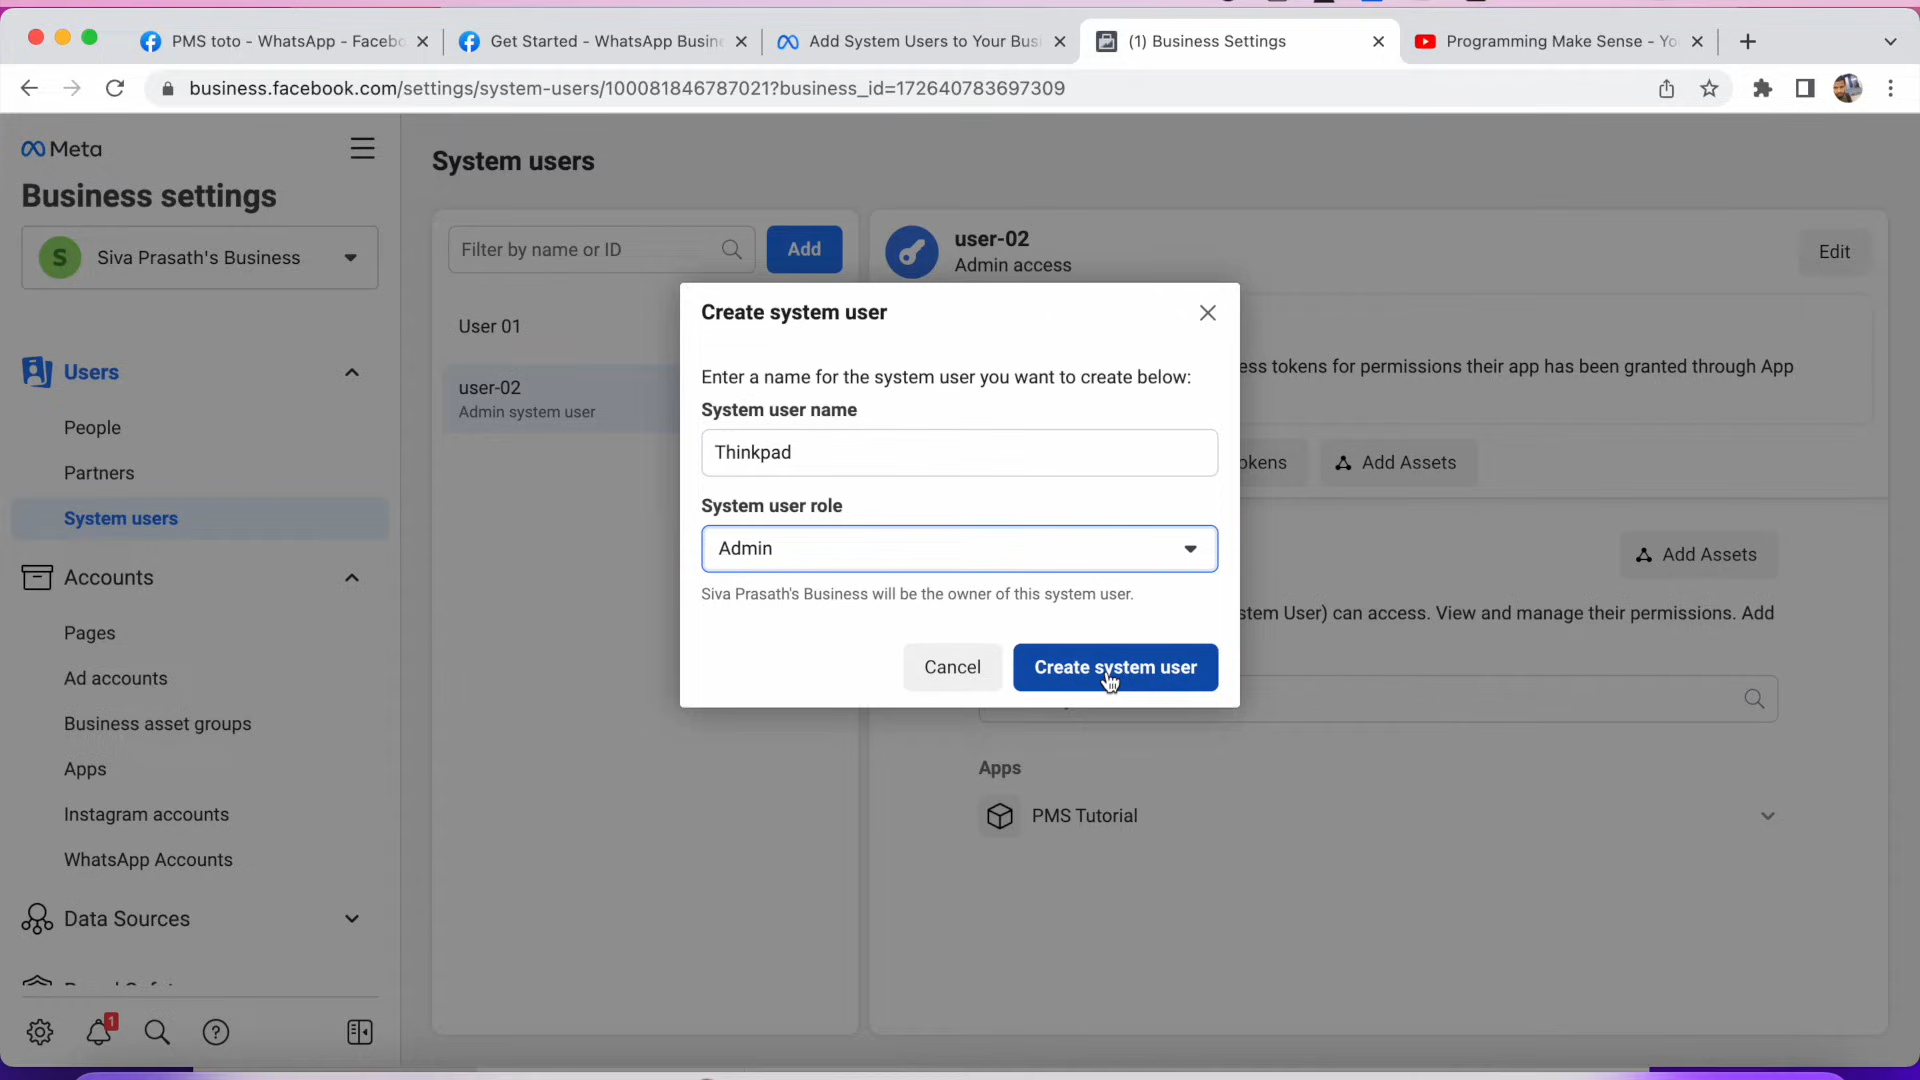 PMS toto - WhatsApp - Facebo
Get Started - WhatsApp Busine
Add System Users to Your Busi
(1) Business Settings
Programming Make Sense - Yo
business.facebook.com/settings/system-users/100081846787021?business_id=172640783697309
Meta
Business settings
S Siva Prasath's Business
Users
People
Partners
System users
Accounts
Pages
Ad accounts
Business asset groups
Apps
Instagram accounts
WhatsApp Accounts
Data Sources
1
System users
Filter by name or ID
Add
User 01
user-02
Admin system user
user-02
Admin access
Edit
ess tokens for permissions their app has been granted through App
okens
Add Assets
Add Assets
stem User) can access. View and manage their permissions. Add
Apps
PMS Tutorial
Create system user
Enter a name for the system user you want to create below:
System user name
Thinkpad
System user role
Admin
Siva Prasath's Business will be the owner of this system user.
Cancel
Create system user